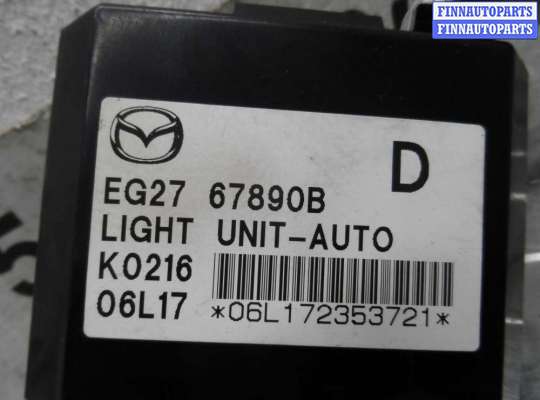 FINNAUTOPARTS
FINNAUTOPARTS
D
EG27 67890B
LIGHT UNIT-AUTO
K0216
06L17 *06L172353721*